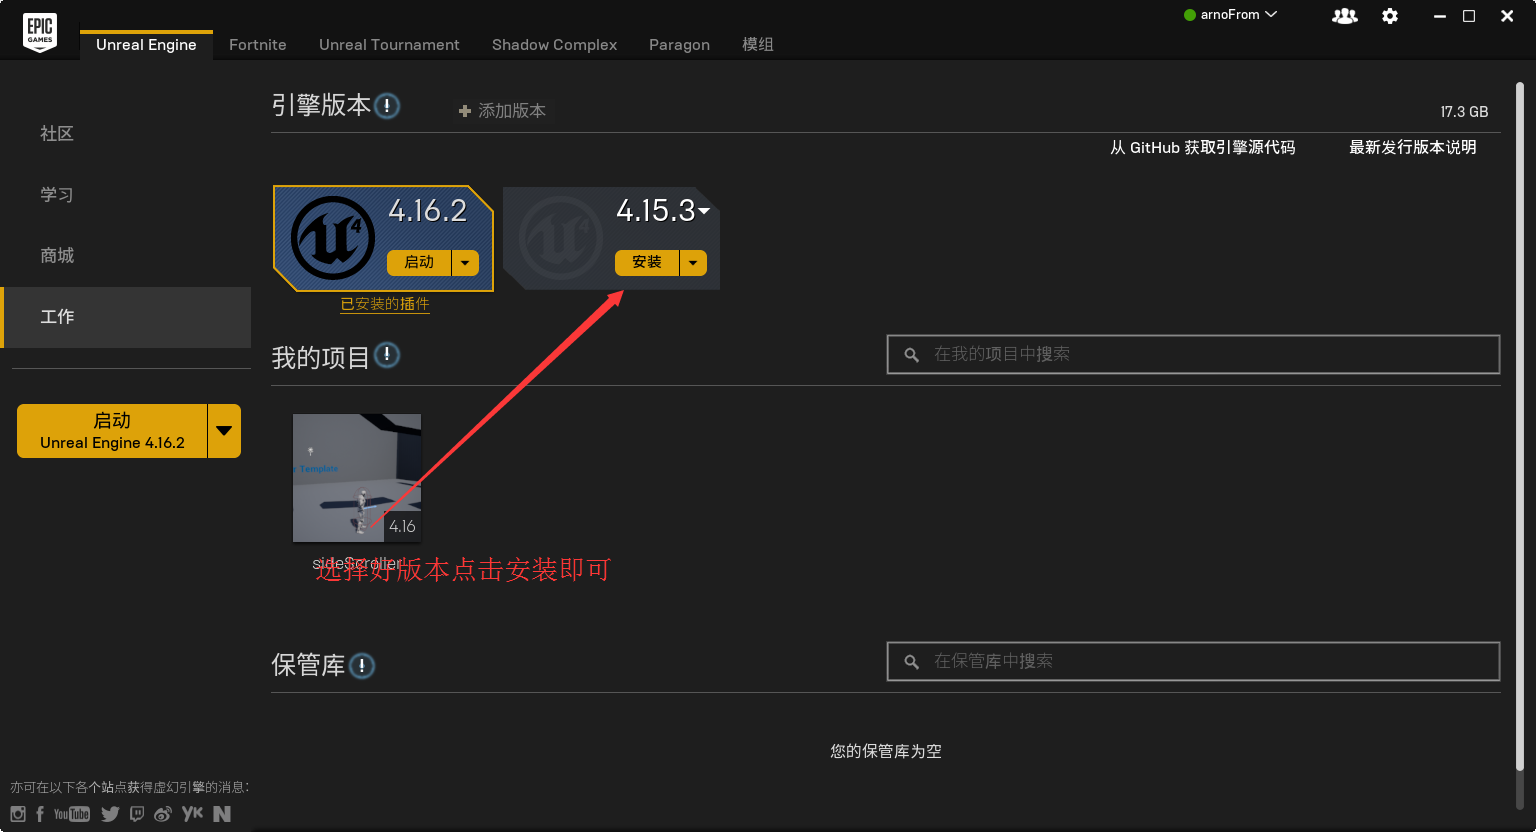 EPIC GAMES
Unreal Engine
Fortnite
Unreal Tournament
Shadow Complex
Paragon
模组
arnoFrom
社区
学习
商城
工作
启动
Unreal Engine 4.16.2
引擎版本
添加版本
17.3 GB
从 GitHub 获取引擎源代码
最新发行版本说明
4.16.2
启动
已安装的插件
4.15.3
安装
我的项目
在我的项目中搜索
r Template
4.16
sideScroller
选择好版本点击安装即可
保管库
在保管库中搜索
您的保管库为空
亦可在以下各个站点获得虚幻引擎的消息:
You Tube